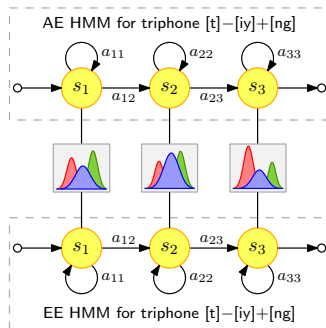 AE HMM for triphone [t]−[iy]+[ng]
a11 a22 a33
s1 s2 s3
a12 a23
s1 s2 s3
a12 a23
a11 a22 a33
EE HMM for triphone [t]−[iy]+[ng]